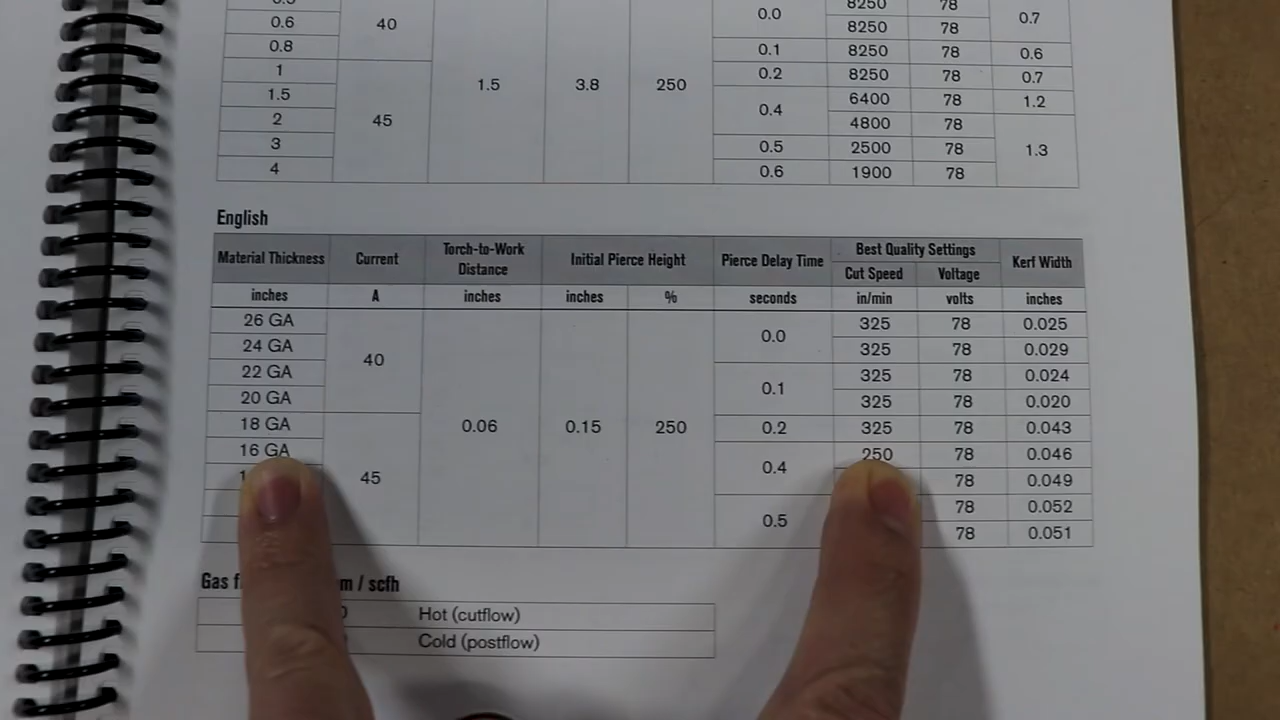 0.6 40 0.0 8250 78 0.7
8250 78
0.8 0.1 8250 78 0.6
1 0.2 8250 78 0.7
1.5 1.5 3.8 250 0.4 6400 78 1.2
2 45 4800 78 1.3
3 0.5 2500 78
4 0.6 1900 78
English
Material Thickness Current Torch-to-Work Distance Initial Pierce Height Pierce Delay Time Best Quality Settings Kerf Width
Cut Speed Voltage
inches A inches inches % seconds in/min volts inches
26 GA 40 0.06 0.15 250 0.0 325 78 0.025
24 GA 325 78 0.029
22 GA 0.1 325 78 0.024
20 GA 325 78 0.020
18 GA 45 0.2 325 78 0.043
16 GA 0.4 250 78 0.046
78 0.049
0.5 78 0.052
78 0.051
Gas m / scfh
Hot (cutflow)
Cold (postflow)